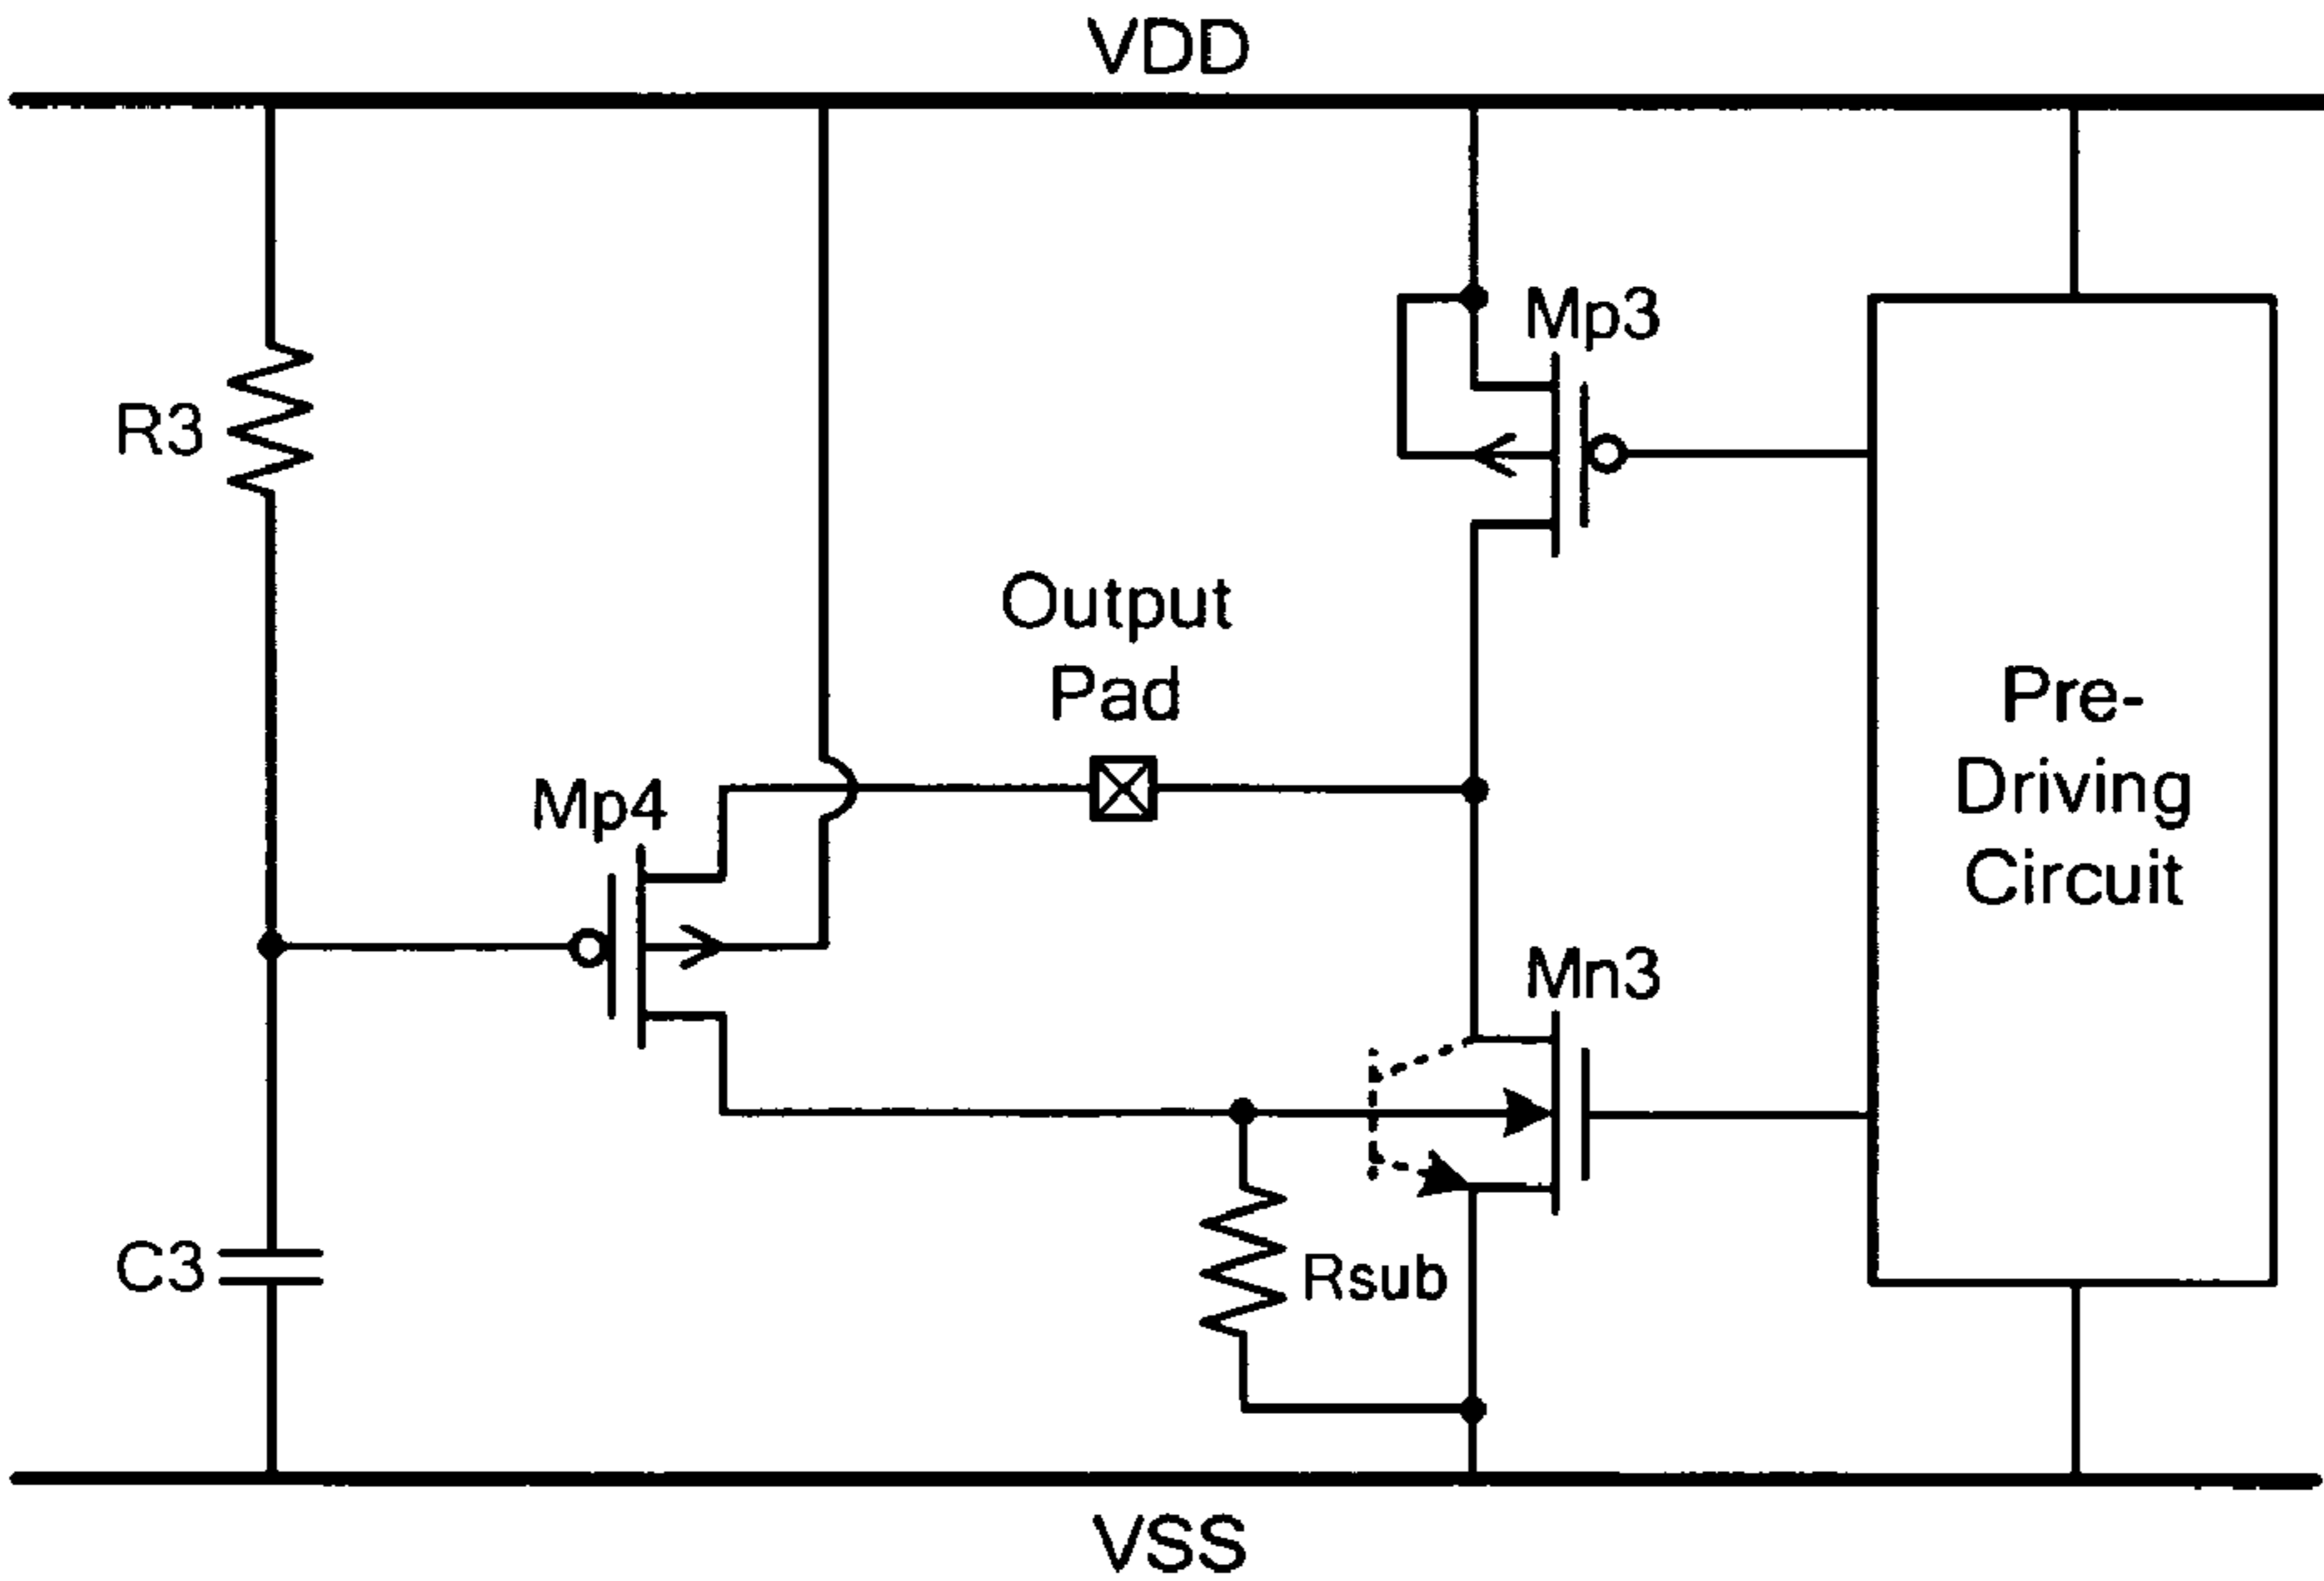 VDD
Mp3
R3
Output
Pad
Pre-
Driving
Circuit
Mp4
Mn3
C3
Rsub
VSS